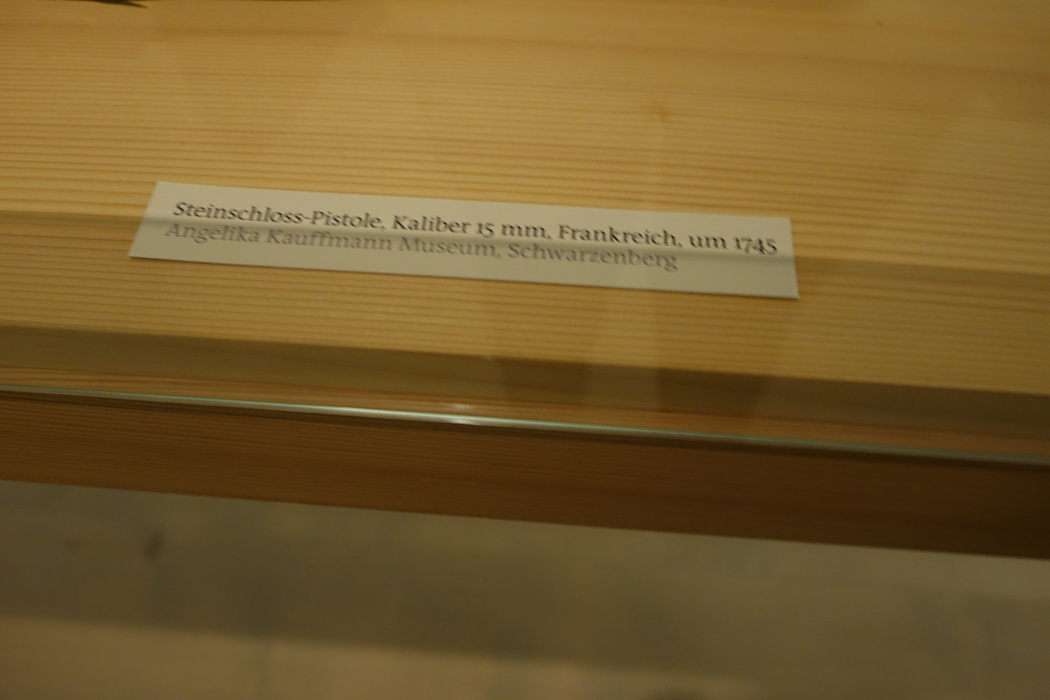 Steinschloss-Pistole, Kaliber 15 mm, Frankreich, um 1745
Angelika Kauffmann Museum, Schwarzenberg